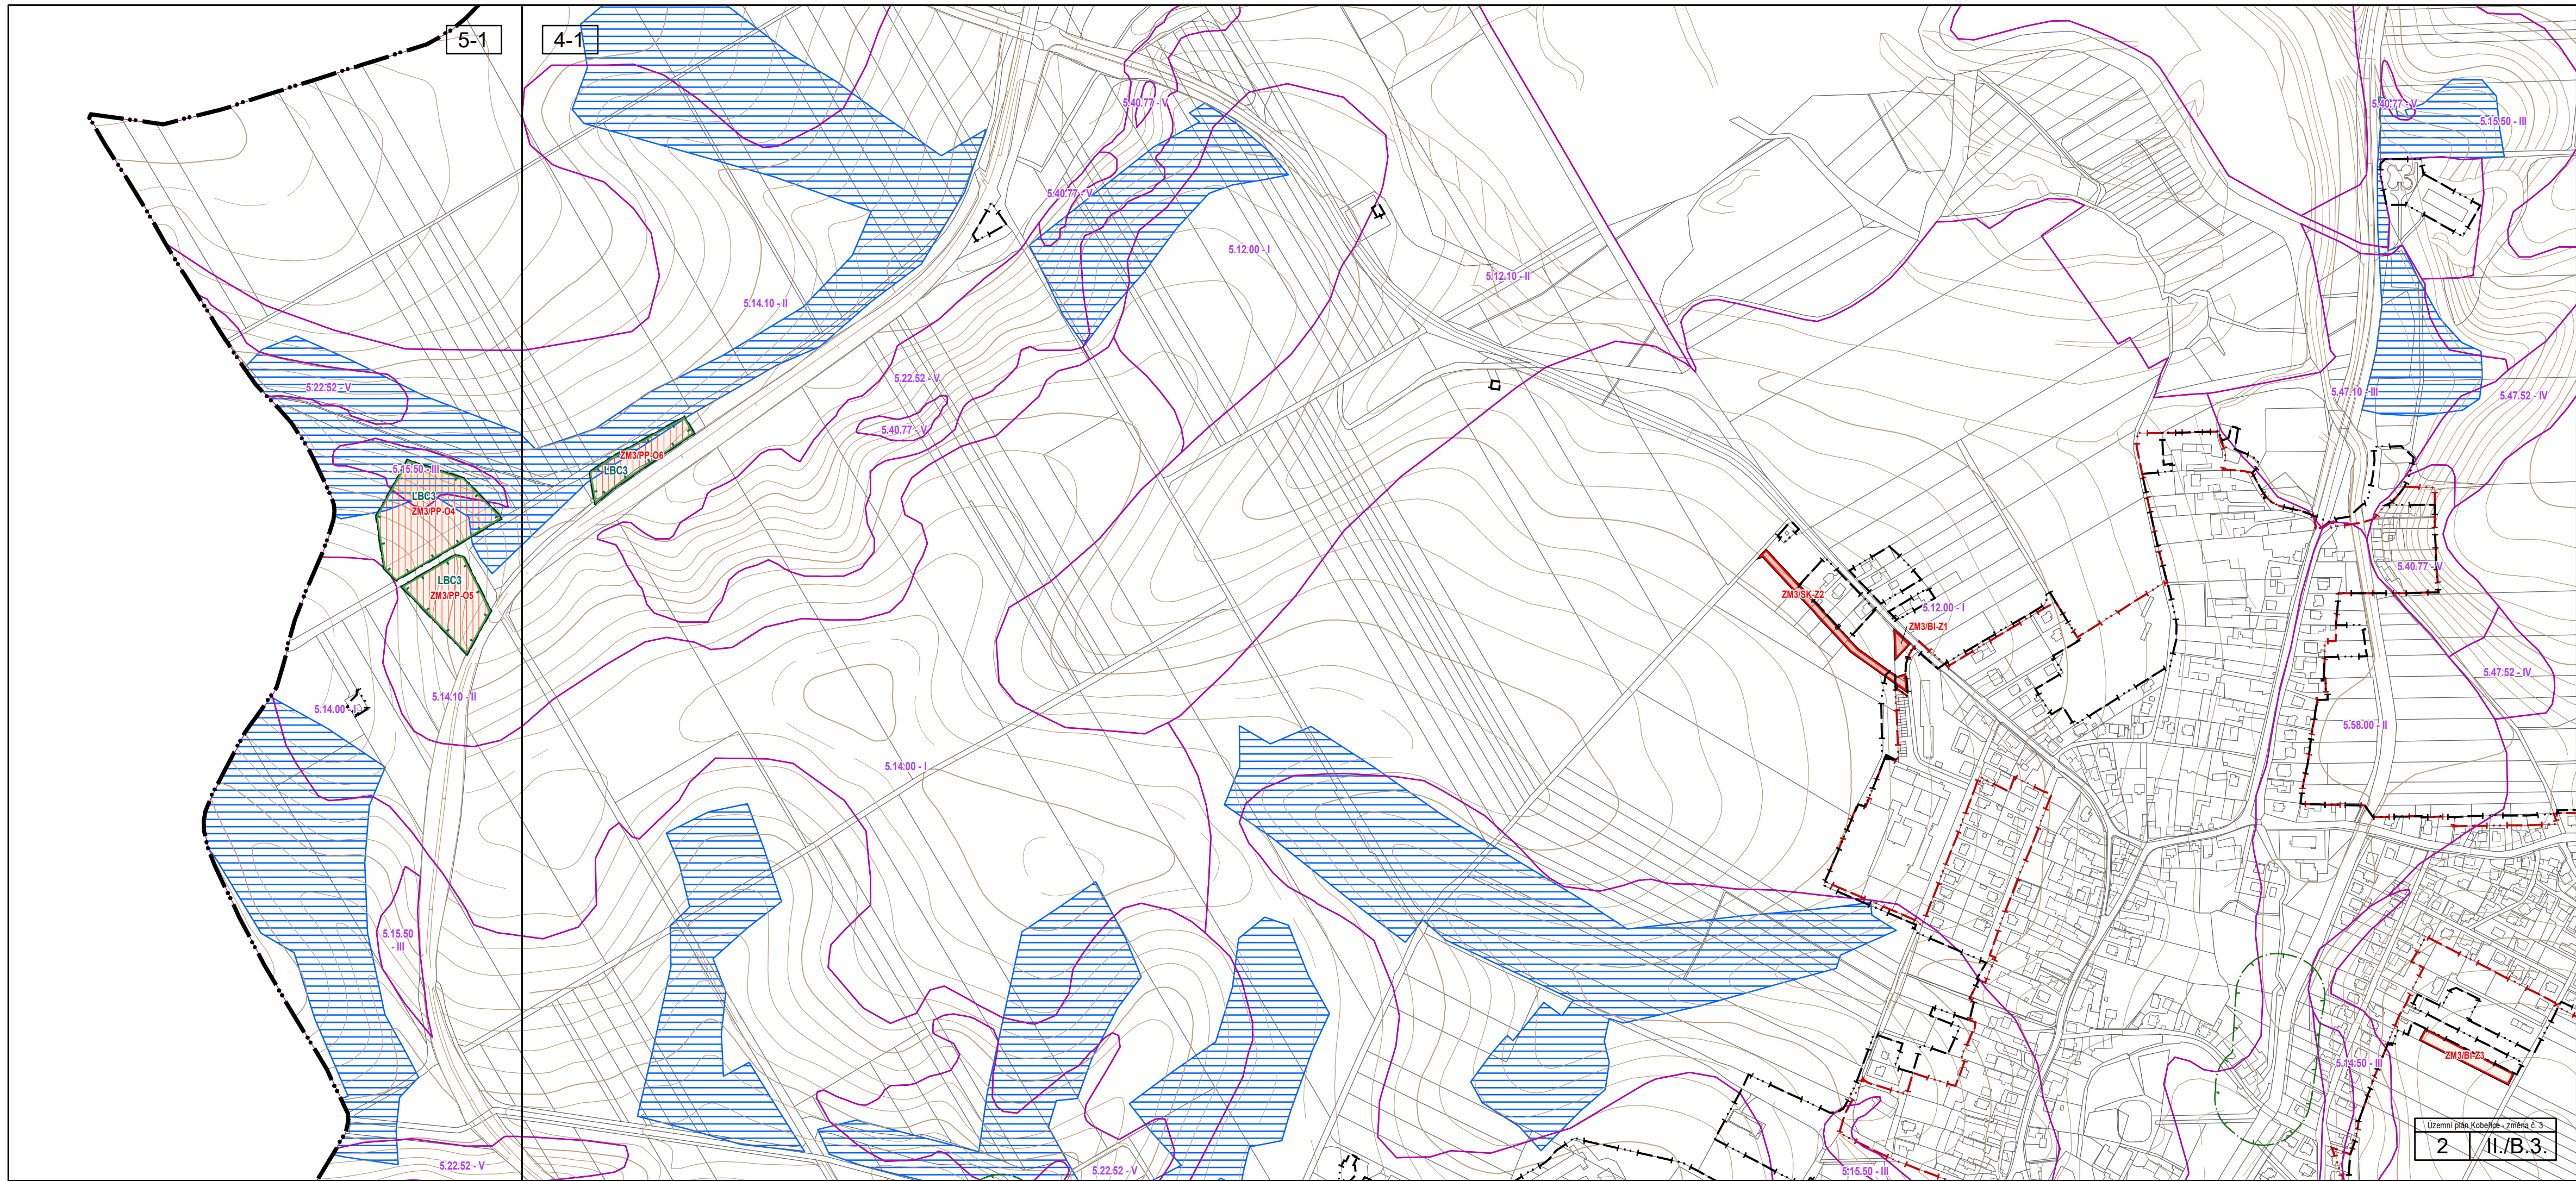 5-1
4-1
5.40.77 - V
5.40.77 - V
5.15.50 - III
5.40.77 - V
5.12.00 - I
5.12.10 - II
5.14.10 - II
5.22.52 - V
5.22.52 - V
5.47.10 - III
5.47.52 - IV
5.40.77 - V
ZM3/PP-O6
LBC3
5.15.50 - III
LBC3
ZM3/PP-O4
LBC3
ZM3/PP-O5
5.40.77 - V
ZM3/SK-Z2
5.12.00 - I
ZM3/BI-Z1
5.14.10 - II
5.14.00 - I
5.47.52 - IV
5.58.00 - II
5.14.00 - I
5.15.50
- III
5.14.50 - III
ZM3/BI-Z3
5.22.52 - V
5.22.52 - V
5.15.50 - III
Územní plán Kobeřice - změna č. 3
2
II./B.3.